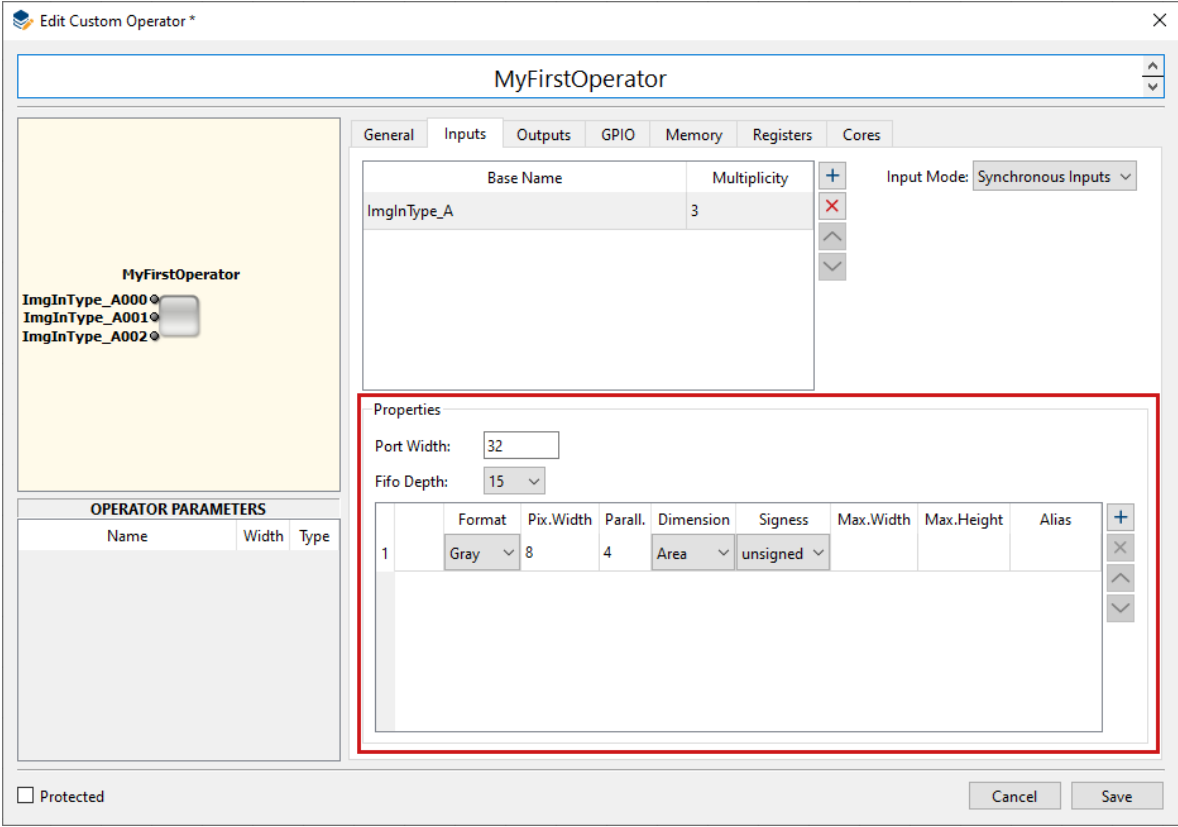 Edit Custom Operator *
MyFirstOperator
General Inputs Outputs GPIO Memory Registers Cores
Base Name Multiplicity
ImgInType_A 3
Input Mode: Synchronous Inputs
MyFirstOperator
ImgInType_A000
ImgInType_A001
ImgInType_A002
Properties
Port Width: 32
Fifo Depth: 15
Format Pix.Width Parall. Dimension Signess Max.Width Max.Height Alias
1 Gray 8 4 Area unsigned
OPERATOR PARAMETERS
Name Width Type
Protected
Cancel Save